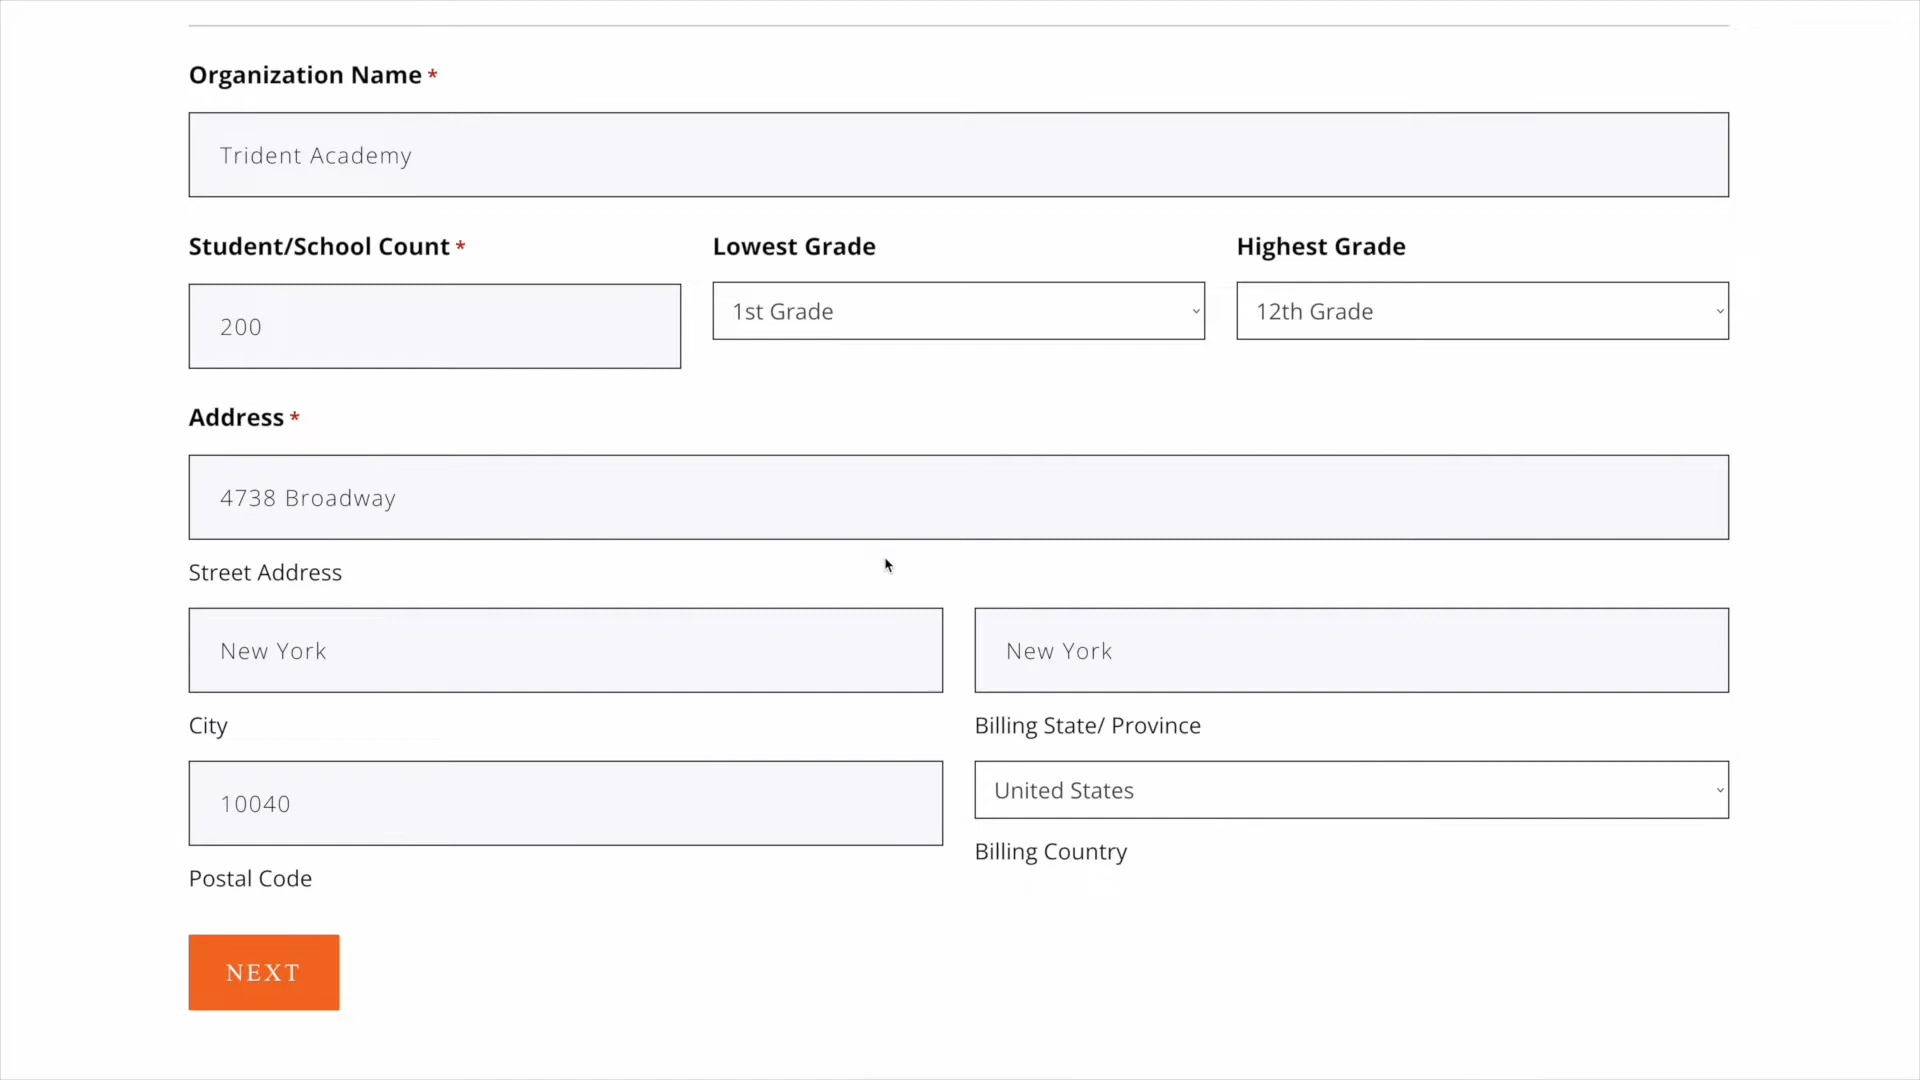 Organization Name *
Trident Academy
Student/School Count * Lowest Grade Highest Grade
200 1st Grade 12th Grade
Address *
4738 Broadway
Street Address
New York New York
City Billing State/ Province
10040 United States
Postal Code Billing Country
NEXT